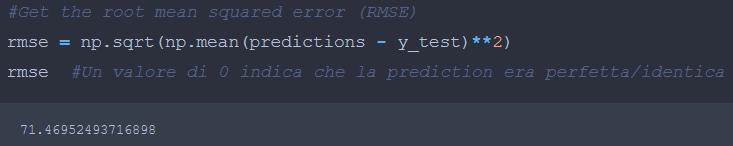 #Get the root mean squared error (RMSE)
rmse = np.sqrt(np.mean(predictions - y_test)**2)
rmse  #Un valore di 0 indica che la prediction era perfetta/identica
71.46952493716898